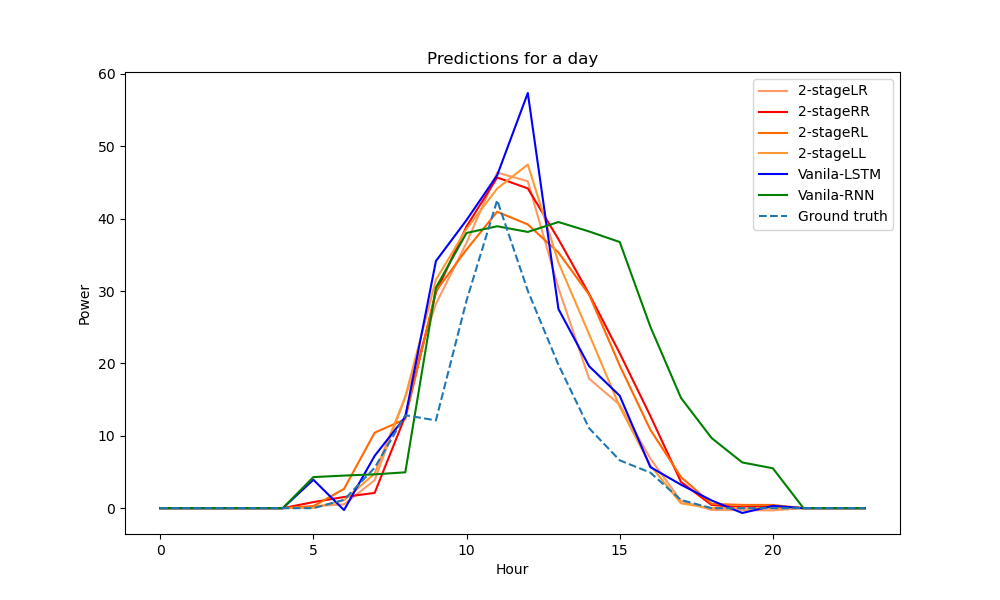 Predictions for a day
60
50
40
30
20
10
0
Power
0 5 10 15 20
Hour
2-stageLR
2-stageRR
2-stageRL
2-stageLL
Vanila-LSTM
Vanila-RNN
Ground truth